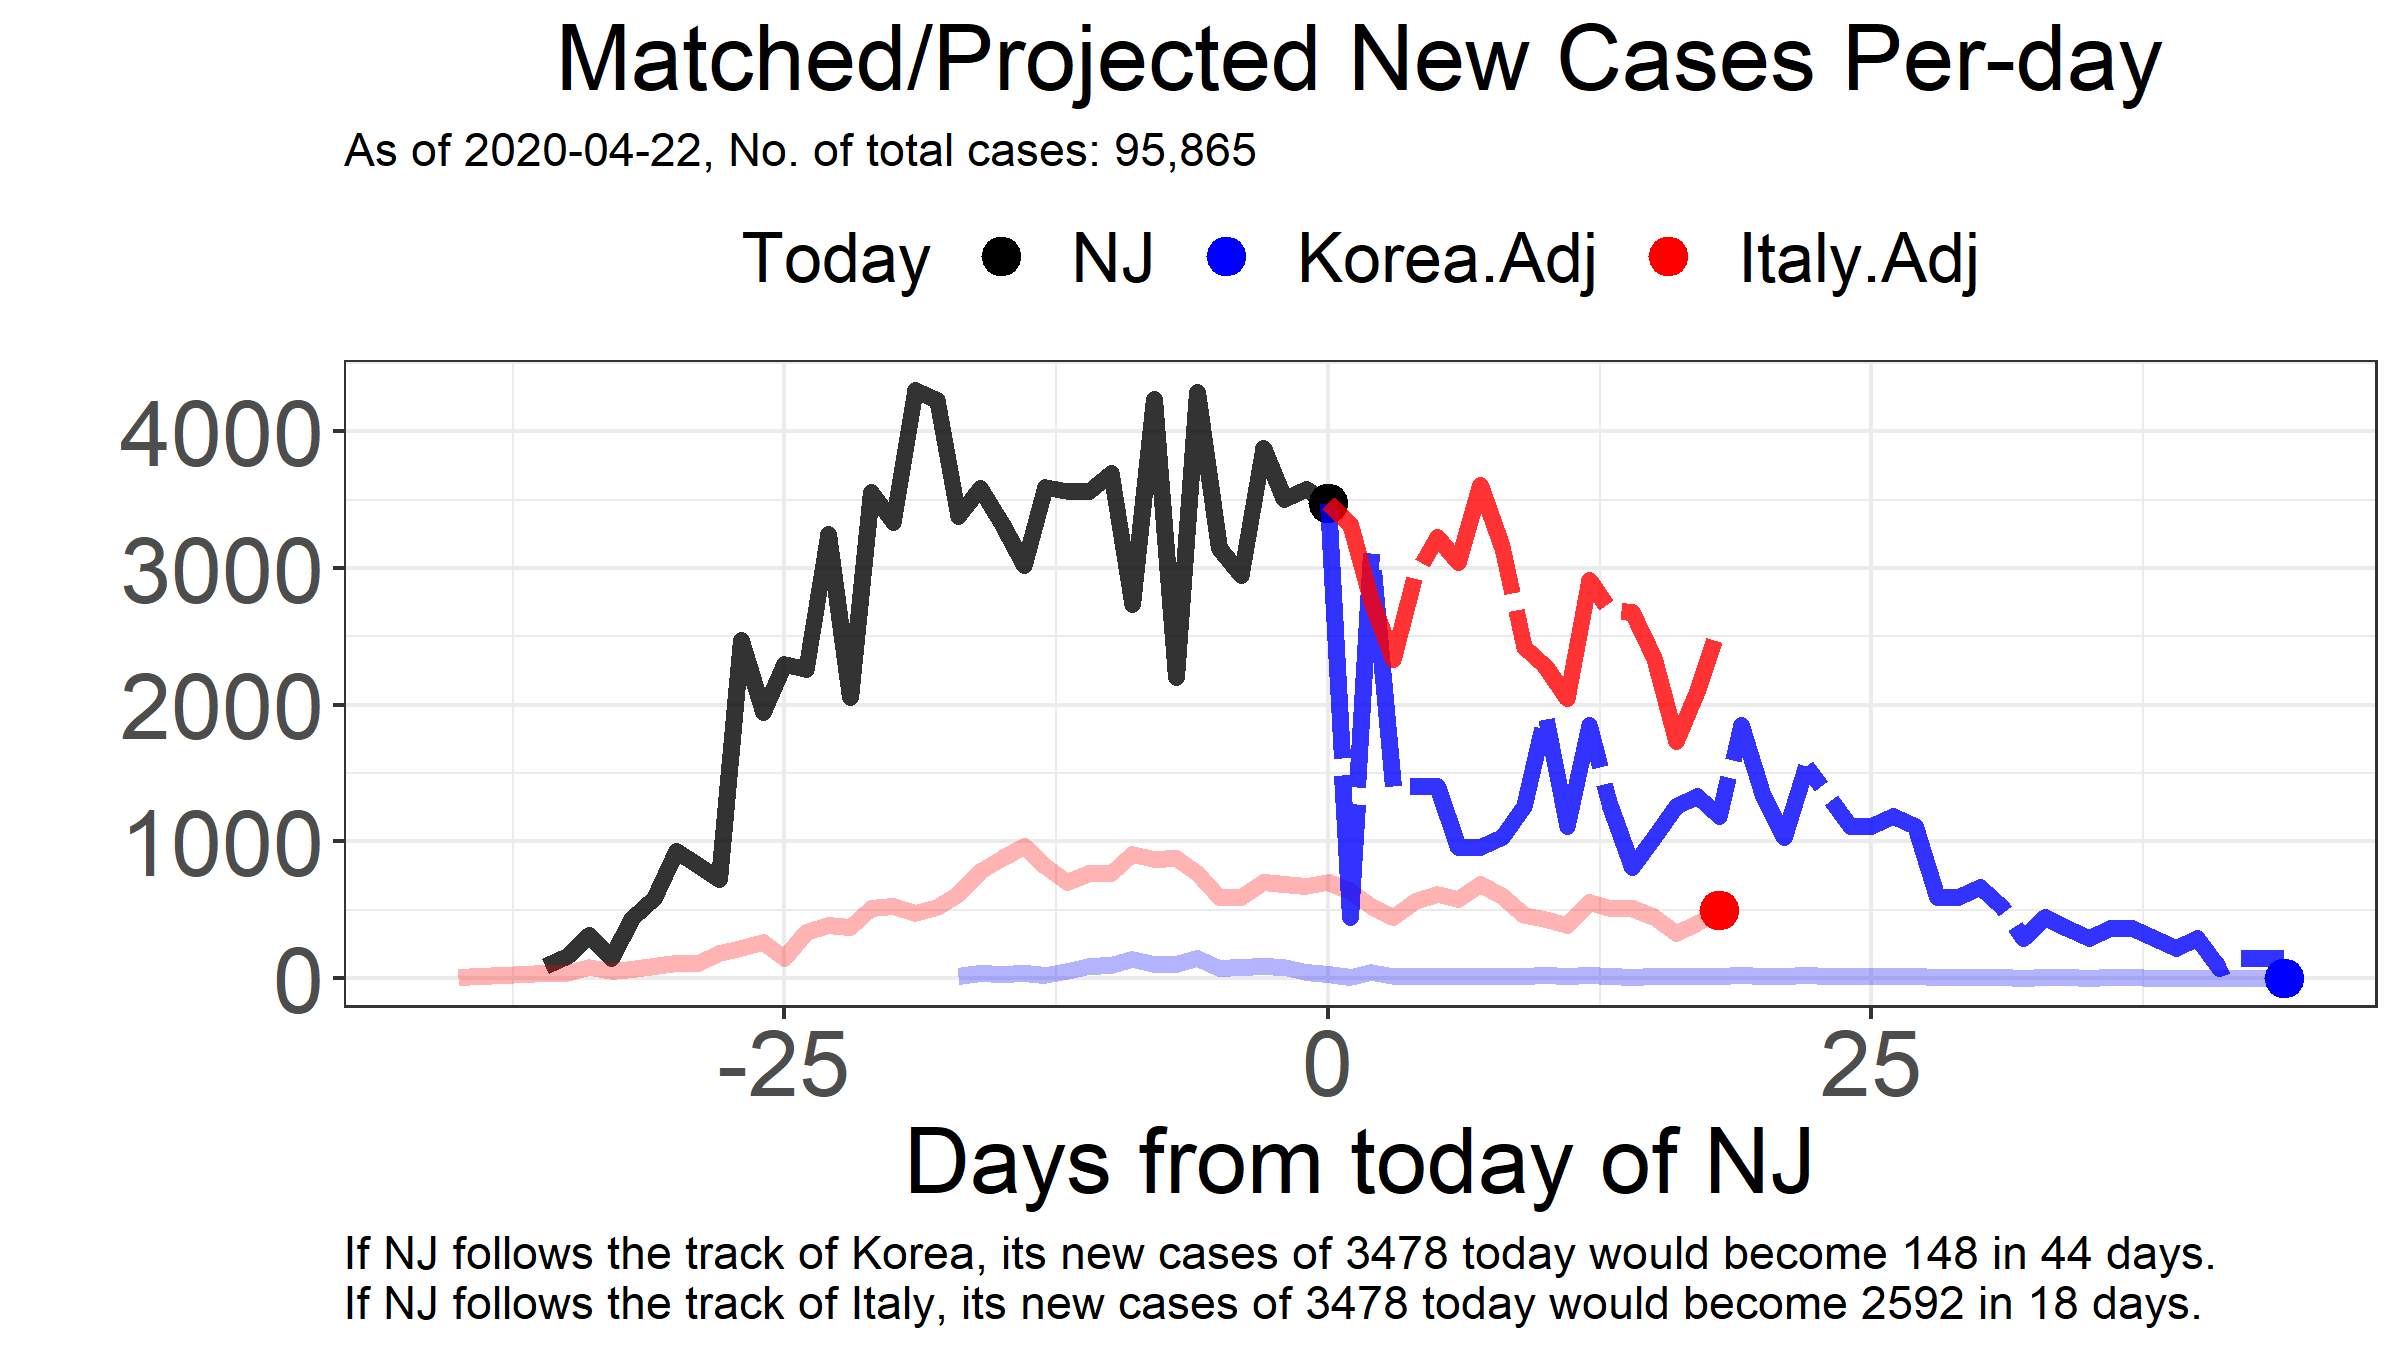 Matched/Projected New Cases Per-day
As of 2020-04-22, No. of total cases: 95,865
Today NJ Korea.Adj Italy.Adj
4000
3000
2000
1000
0
-25 0 25
Days from today of NJ
If NJ follows the track of Korea, its new cases of 3478 today would become 148 in 44 days.
If NJ follows the track of Italy, its new cases of 3478 today would become 2592 in 18 days.